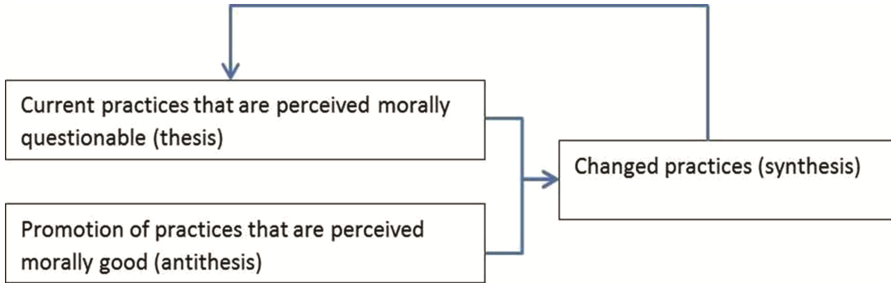 Current practices that are perceived morally
questionable (thesis)
Changed practices (synthesis)
Promotion of practices that are perceived
morally good (antithesis)